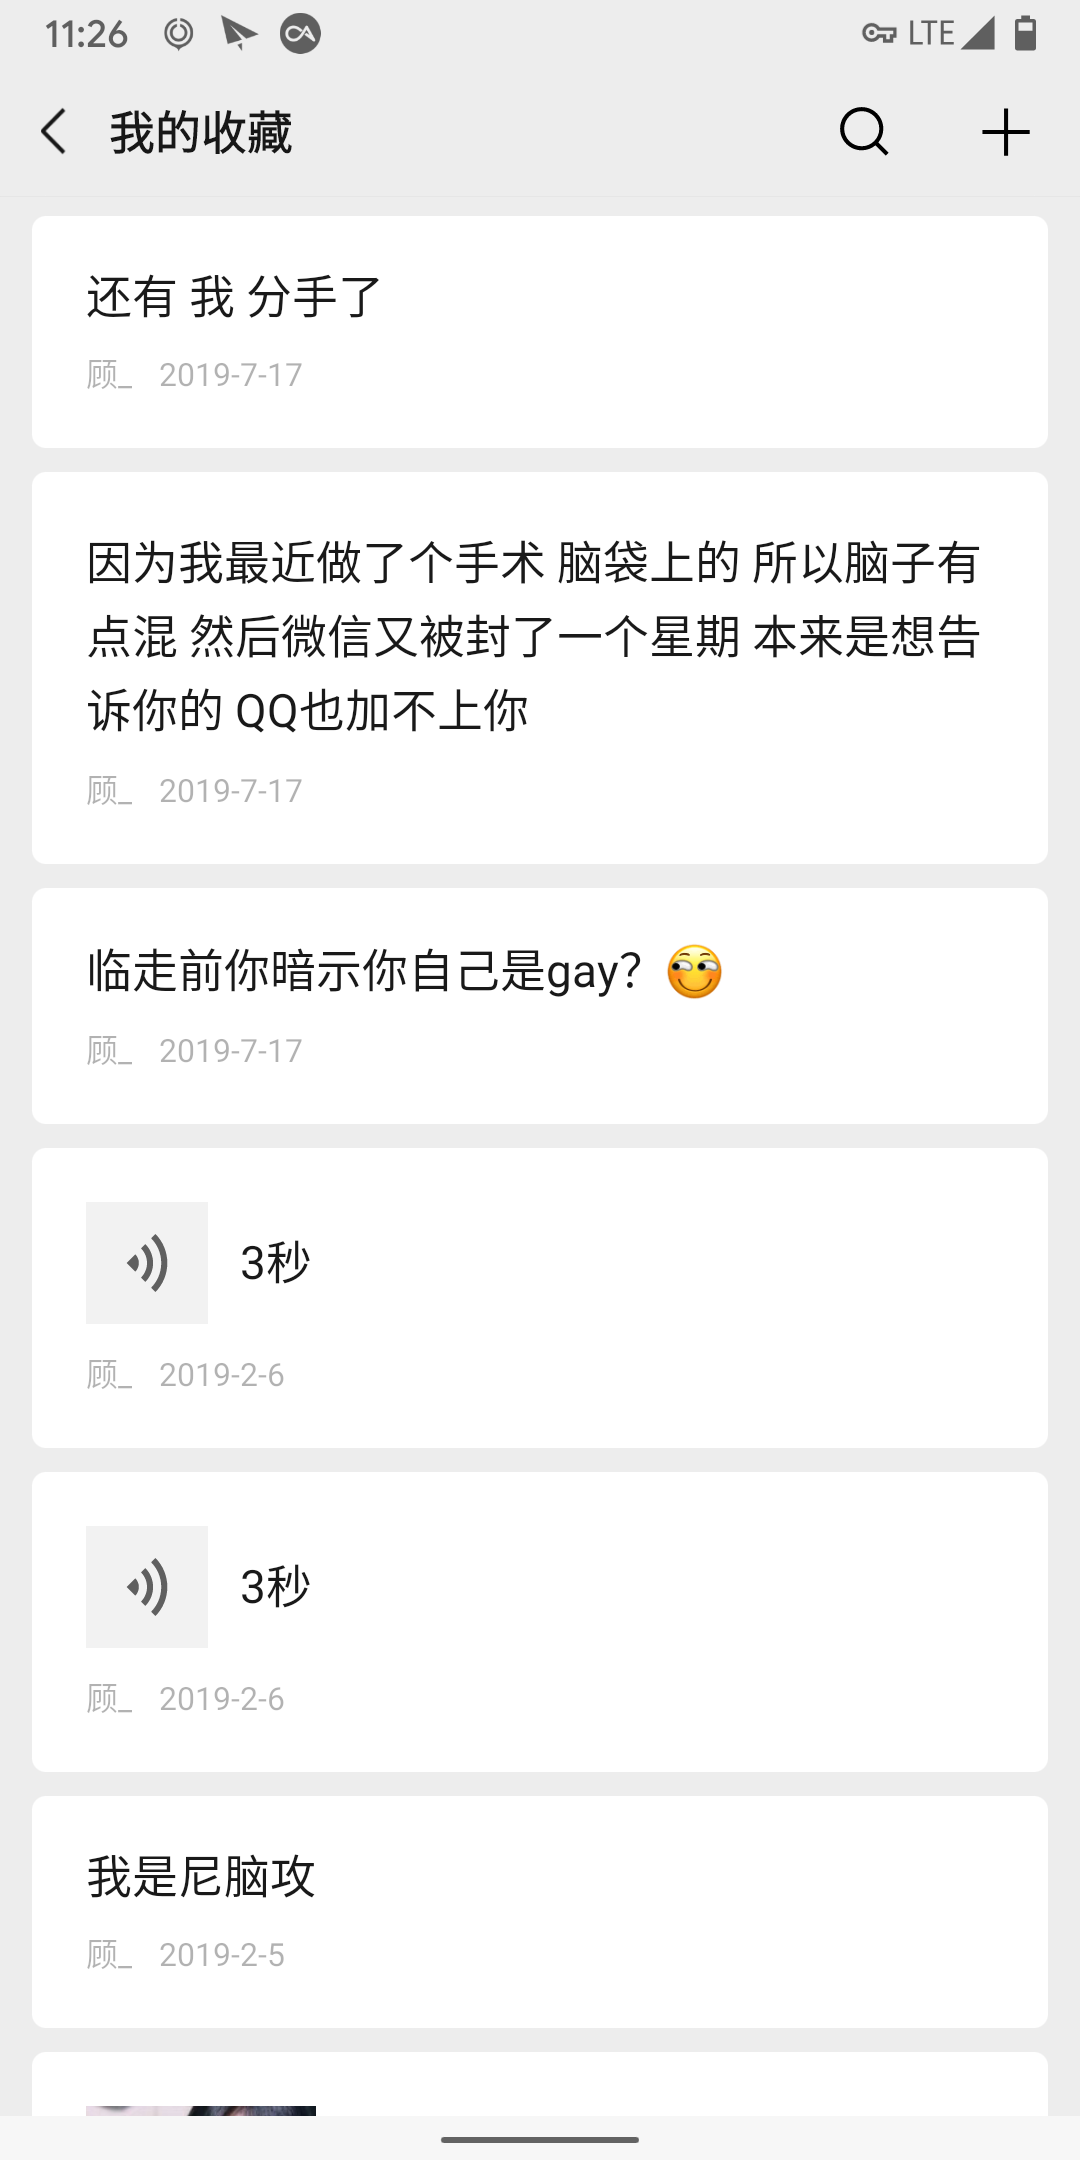 11:26 LTE
我的收藏
还有 我 分手了
顾_ 2019-7-17
因为我最近做了个手术 脑袋上的 所以脑子有
点混 然后微信又被封了一个星期 本来是想告
诉你的 QQ也加不上你
顾_ 2019-7-17
临走前你暗示你自己是gay？
顾_ 2019-7-17
3秒
顾_ 2019-2-6
3秒
顾_ 2019-2-6
我是尼脑攻
顾_ 2019-2-5